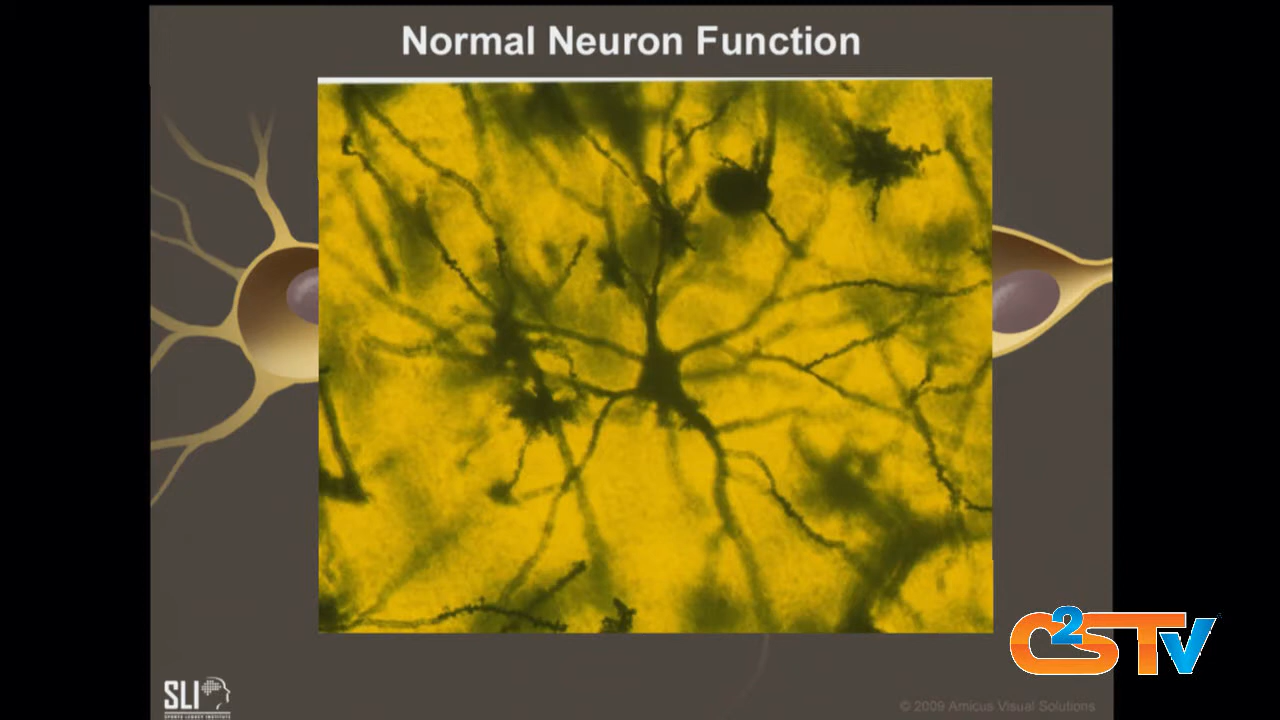 Normal Neuron Function
SLI
SPORTS LEGACY INSTITUTE
© 2009 Amicus Visual Solutions
C2STV